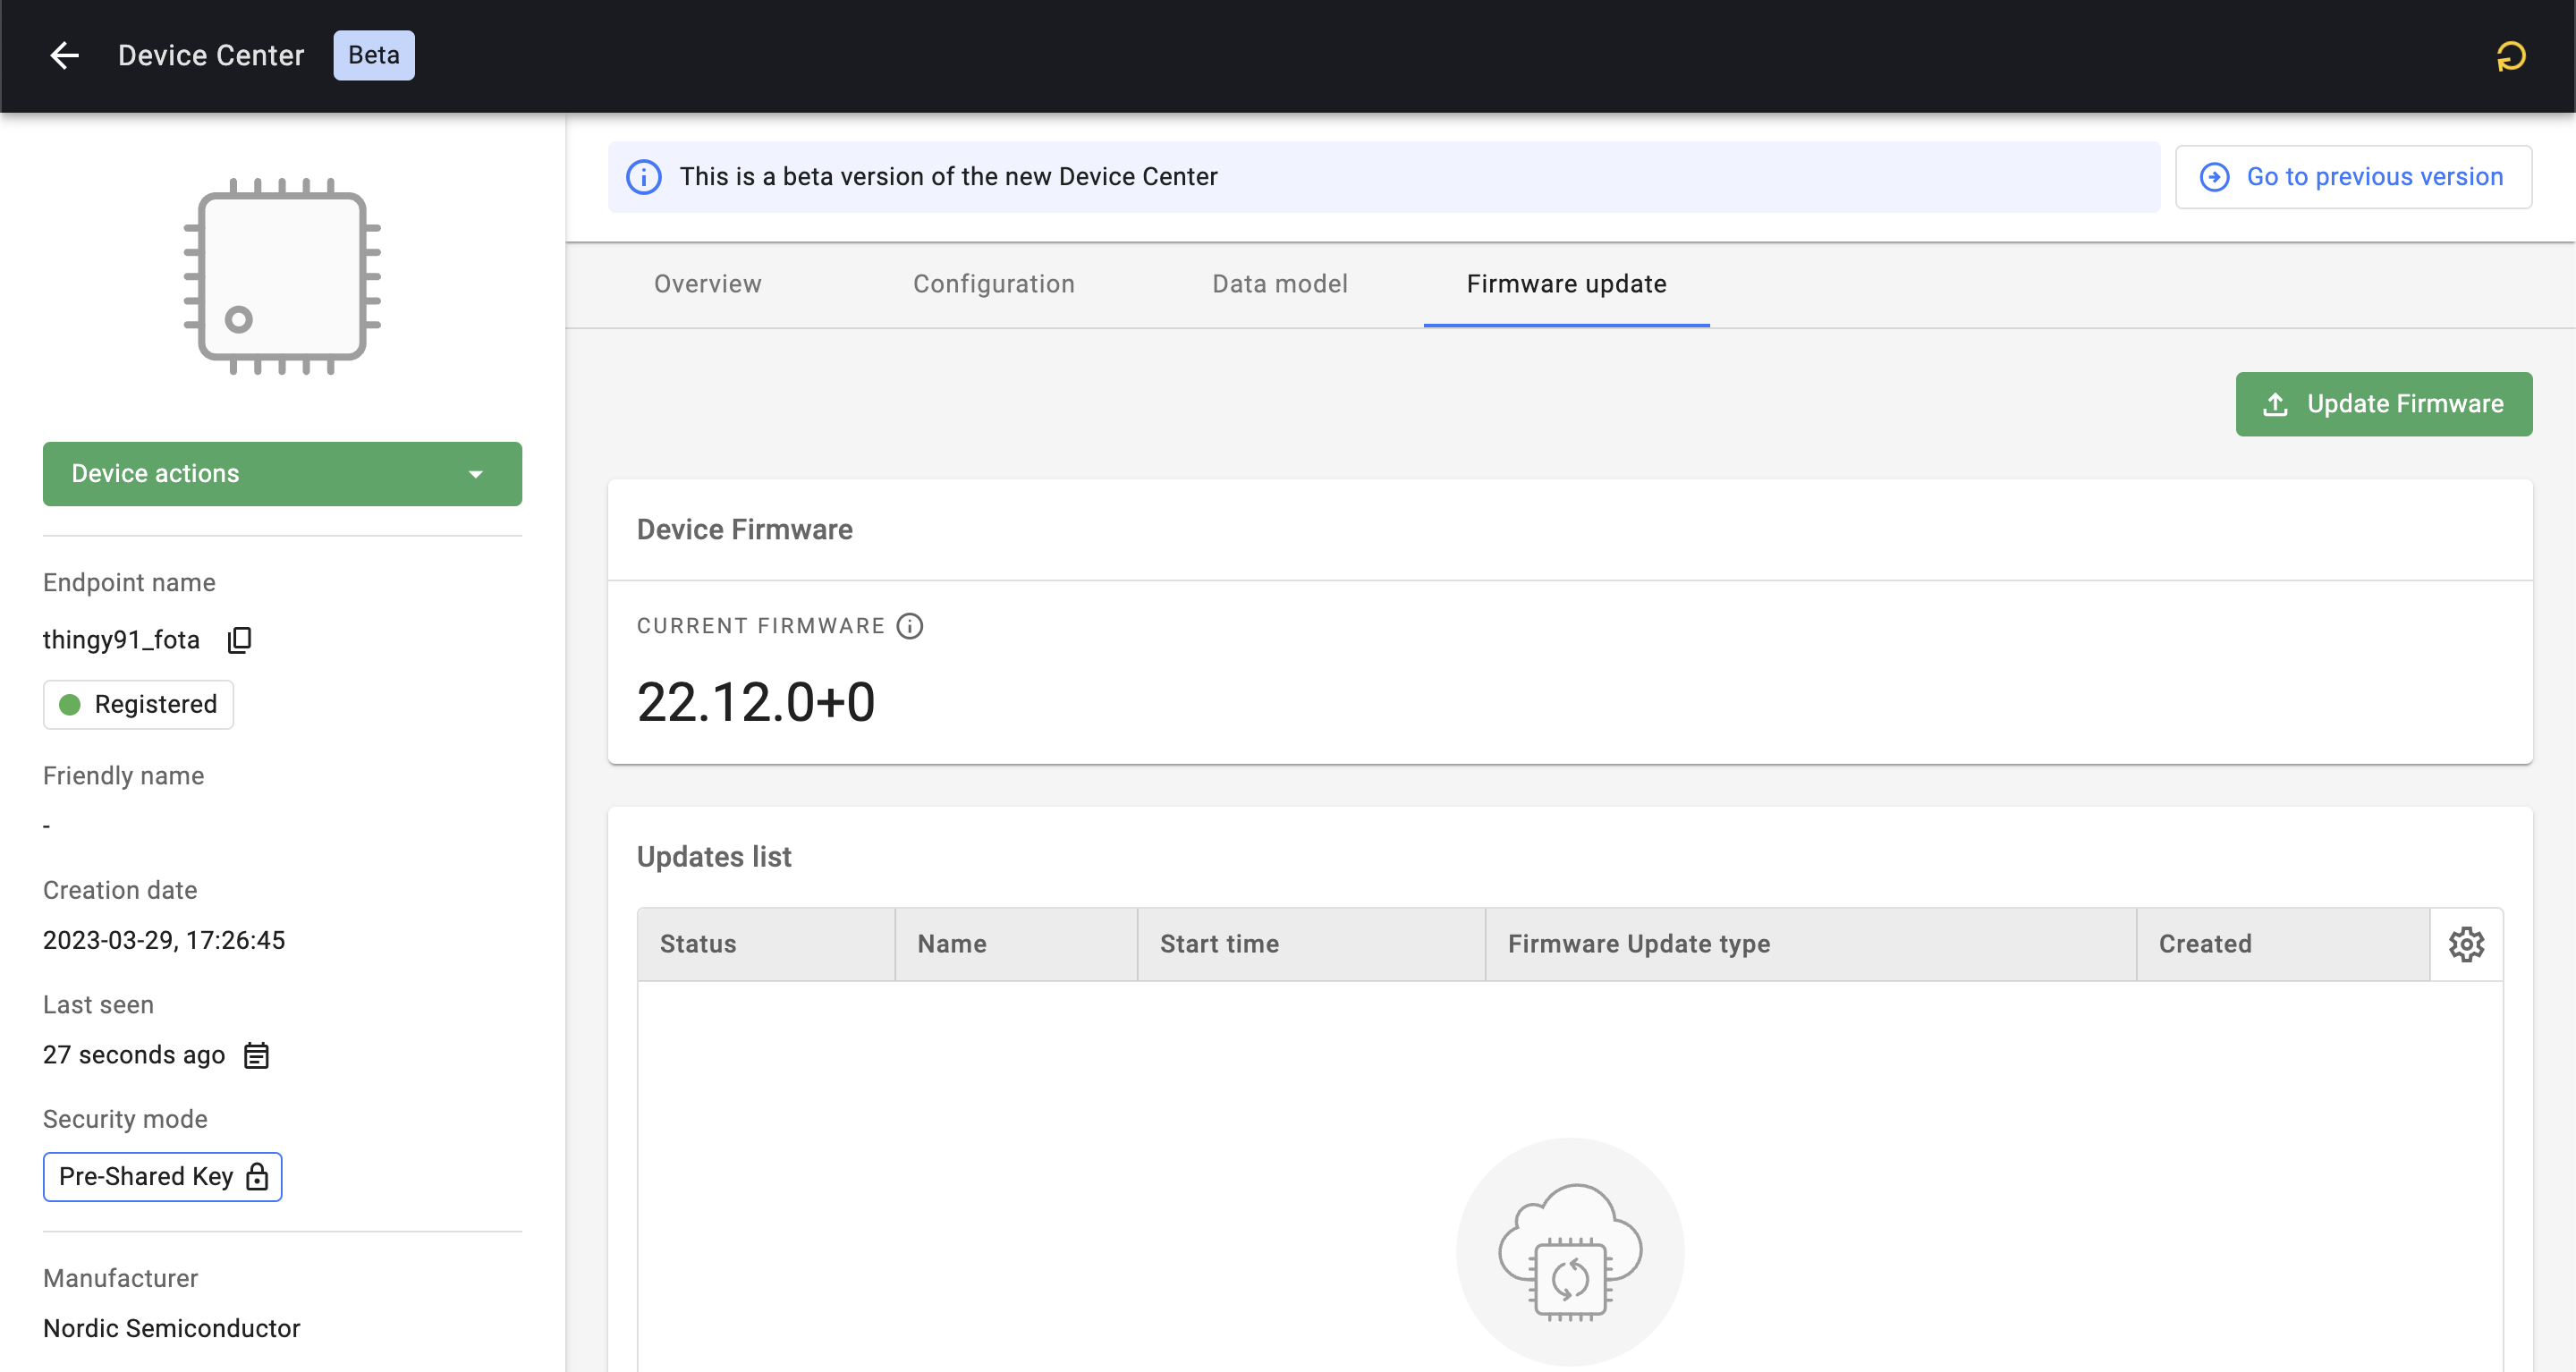 Device Center Beta
This is a beta version of the new Device Center
Go to previous version
Overview Configuration Data model Firmware update
Update Firmware
Device actions
Endpoint name
thingy91_fota
Registered
Friendly name
-
Creation date
2023-03-29, 17:26:45
Last seen
27 seconds ago
Security mode
Pre-Shared Key
Manufacturer
Nordic Semiconductor
Device Firmware
CURRENT FIRMWARE
22.12.0+0
Updates list
Status Name Start time Firmware Update type Created